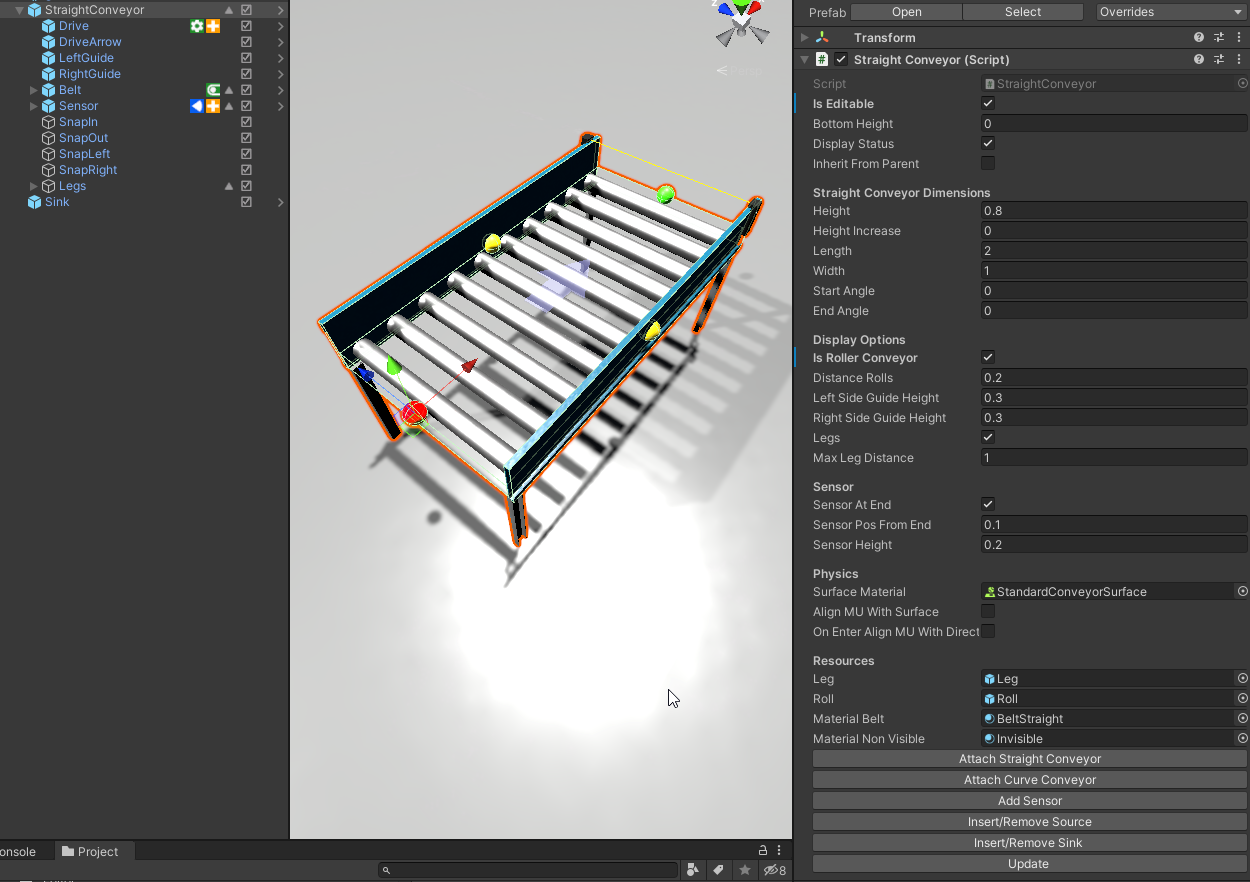 StraightConveyor
Drive
DriveArrow
LeftGuide
RightGuide
Belt
Sensor
SnapIn
SnapOut
SnapLeft
SnapRight
Legs
Sink
onsole
Project
8
Prefab Open Select Overrides
Transform
Straight Conveyor (Script)
Script StraightConveyor
Is Editable
Bottom Height 0
Display Status
Inherit From Parent
Straight Conveyor Dimensions
Height 0.8
Height Increase 0
Length 2
Width 1
Start Angle 0
End Angle 0
Display Options
Is Roller Conveyor
Distance Rolls 0.2
Left Side Guide Height 0.3
Right Side Guide Height 0.3
Legs
Max Leg Distance 1
Sensor
Sensor At End
Sensor Pos From End 0.1
Sensor Height 0.2
Physics
Surface Material StandardConveyorSurface
Align MU With Surface
On Enter Align MU With Direct
Resources
Leg Leg
Roll Roll
Material Belt BeltStraight
Material Non Visible Invisible
Attach Straight Conveyor
Attach Curve Conveyor
Add Sensor
Insert/Remove Source
Insert/Remove Sink
Update